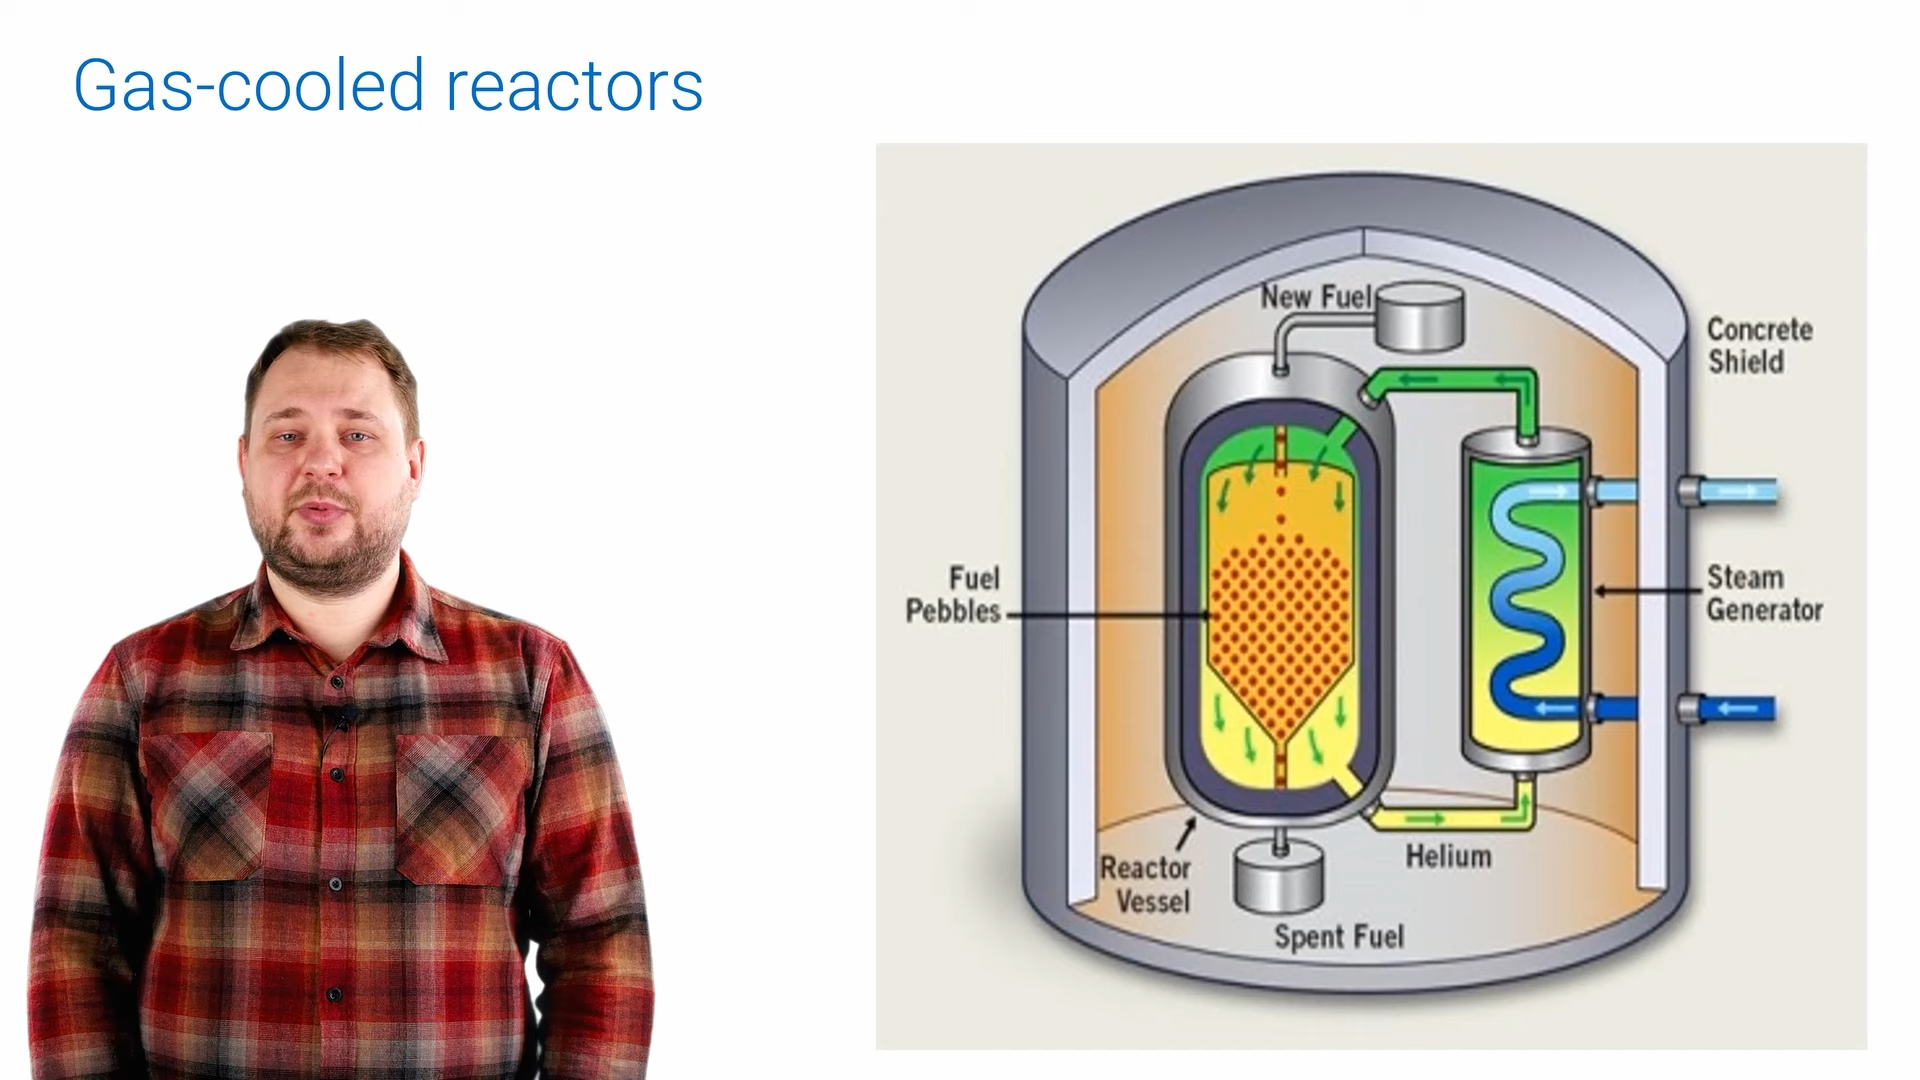 Gas-cooled reactors
New Fuel
Concrete
Shield
Fuel
Pebbles
Steam
Generator
Reactor
Vessel
Helium
Spent Fuel